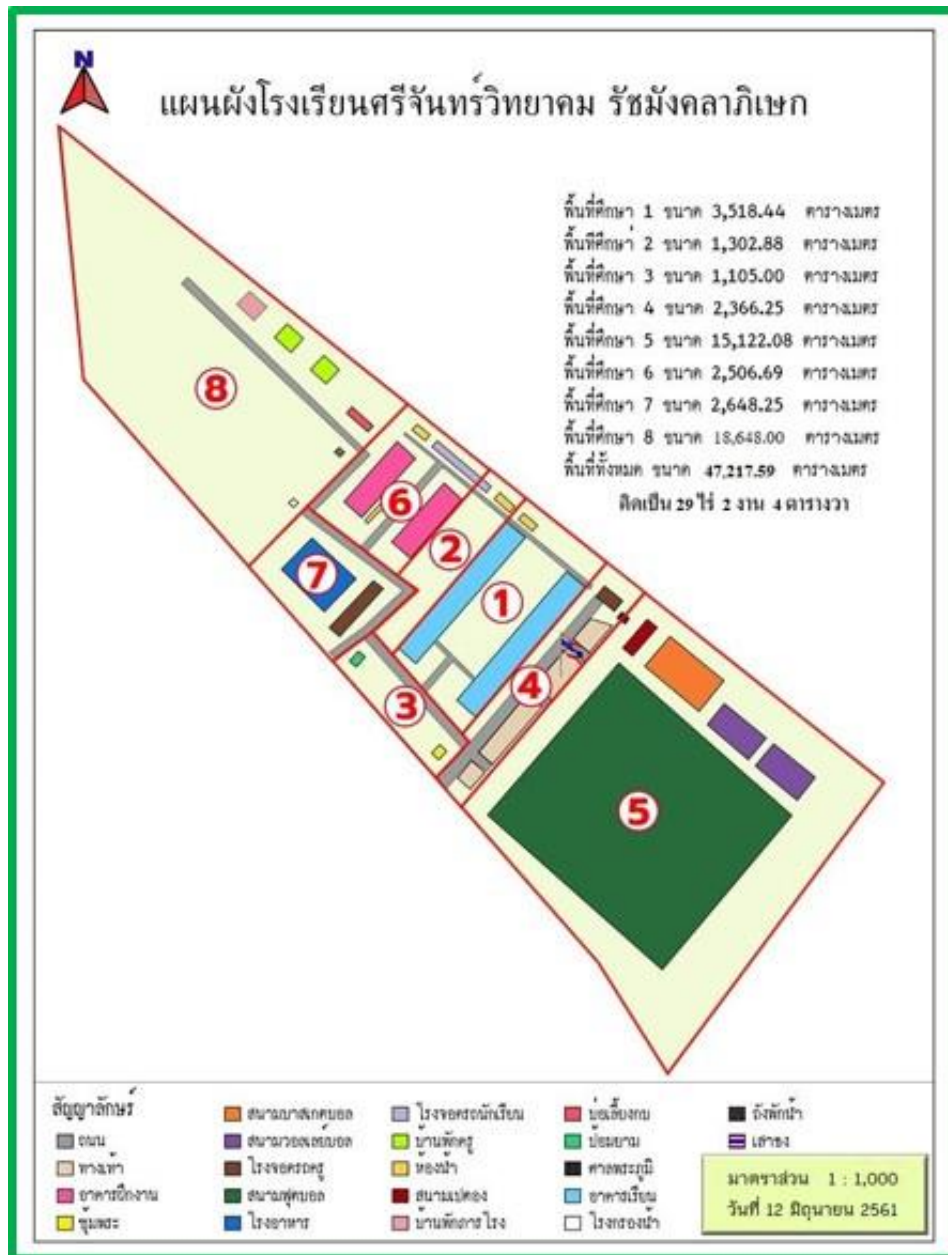 N
แผนผังโรงเรียนศรีจันทร์วิทยาคม รัชมังคลาภิเษก
พื้นที่ศึกษา 1 ขนาด 3,518.44 ตารางเมตร
พื้นที่ศึกษา 2 ขนาด 1,302.88 ตารางเมตร
พื้นที่ศึกษา 3 ขนาด 1,105.00 ตารางเมตร
พื้นที่ศึกษา 4 ขนาด 2,366.25 ตารางเมตร
พื้นที่ศึกษา 5 ขนาด 15,122.08 ตารางเมตร
พื้นที่ศึกษา 6 ขนาด 2,506.69 ตารางเมตร
พื้นที่ศึกษา 7 ขนาด 2,648.25 ตารางเมตร
พื้นที่ศึกษา 8 ขนาด 18,648.00 ตารางเมตร
พื้นที่ทั้งหมด ขนาด 47,217.59 ตารางเมตร
คิดเป็น 29 ไร่ 2 งาน 4 ตารางวา
8
6
2
7
1
4
3
5
สัญญาลักษร์
ถนน
ทางเท้า
อาคารฝึกงาน
ซุ้มพระ
สนามบาสเกตบอล
สนามวอลเลย์บอล
โรงจอดรถครู
สนามฟุตบอล
โรงอาหาร
โรงจอดรถนักเรียน
บ้านพักครู
ห้องน้ำ
สนามเปตอง
บ้านพักภารโรง
บ่อเลี้ยงกบ
ป้อมยาม
ศาลพระภูมิ
อาคารเรียน
โรงกรองน้ำ
ถังพักน้ำ
เสาธง
มาตราส่วน 1 : 1,000
วันที่ 12 มิถุนายน 2561